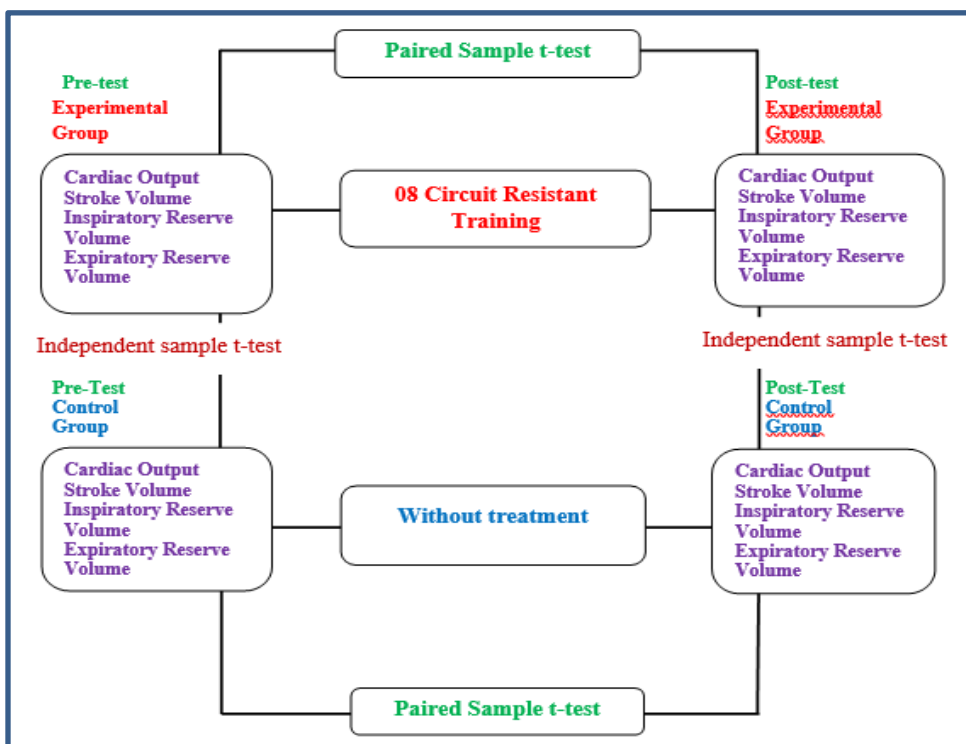 Paired Sample t-test
Pre-test
Experimental
Group
Post-test
Experimental
Group
Cardiac Output
Stroke Volume
Inspiratory Reserve
Volume
Expiratory Reserve
Volume
08 Circuit Resistant
Training
Cardiac Output
Stroke Volume
Inspiratory Reserve
Volume
Expiratory Reserve
Volume
Independent sample t-test
Independent sample t-test
Pre-Test
Control
Group
Post-Test
Control
Group
Cardiac Output
Stroke Volume
Inspiratory Reserve
Volume
Expiratory Reserve
Volume
Without treatment
Cardiac Output
Stroke Volume
Inspiratory Reserve
Volume
Expiratory Reserve
Volume
Paired Sample t-test